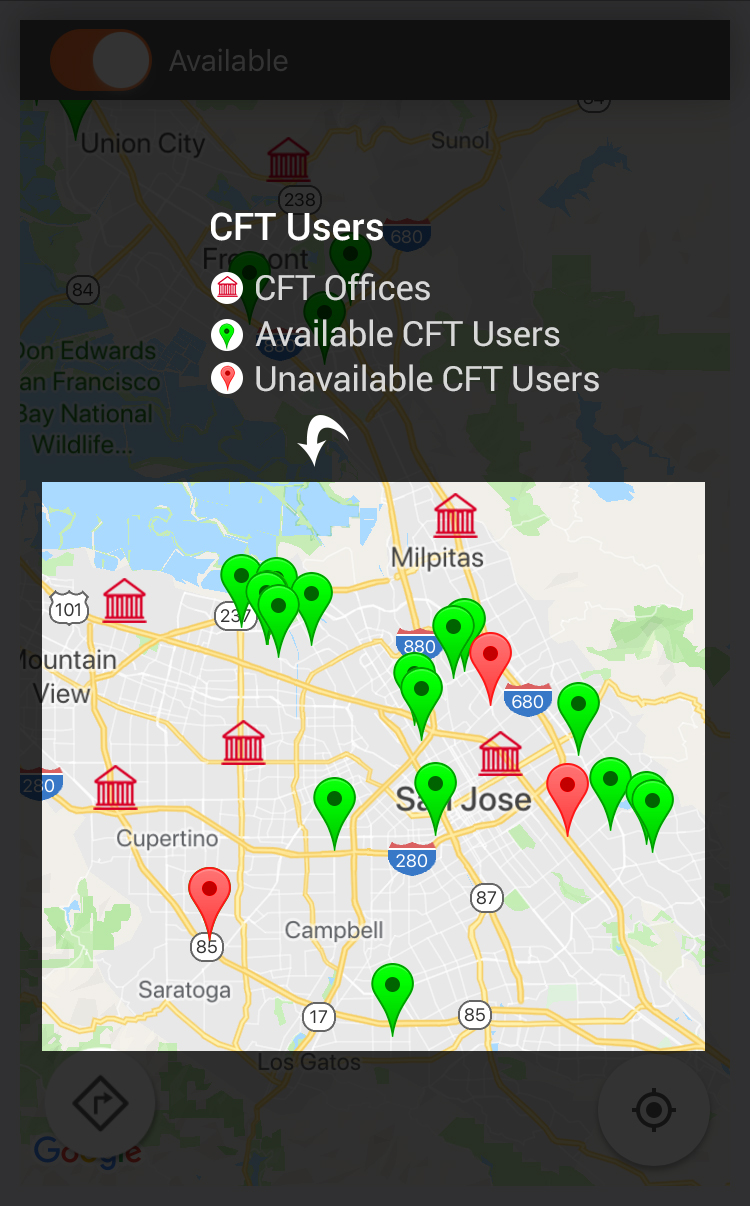 Available
84
Union City
Sunol
238
CFT Users
680
Fremont
CFT Offices
84
Available CFT Users
880
Don Edwards
San Francisco
Bay National
Wildlife...
Unavailable CFT Users
Milpitas
101
237
880
Mountain
View
680
280
San Jose
Cupertino
280
87
Campbell
85
Saratoga
17
85
Los Gatos
Google